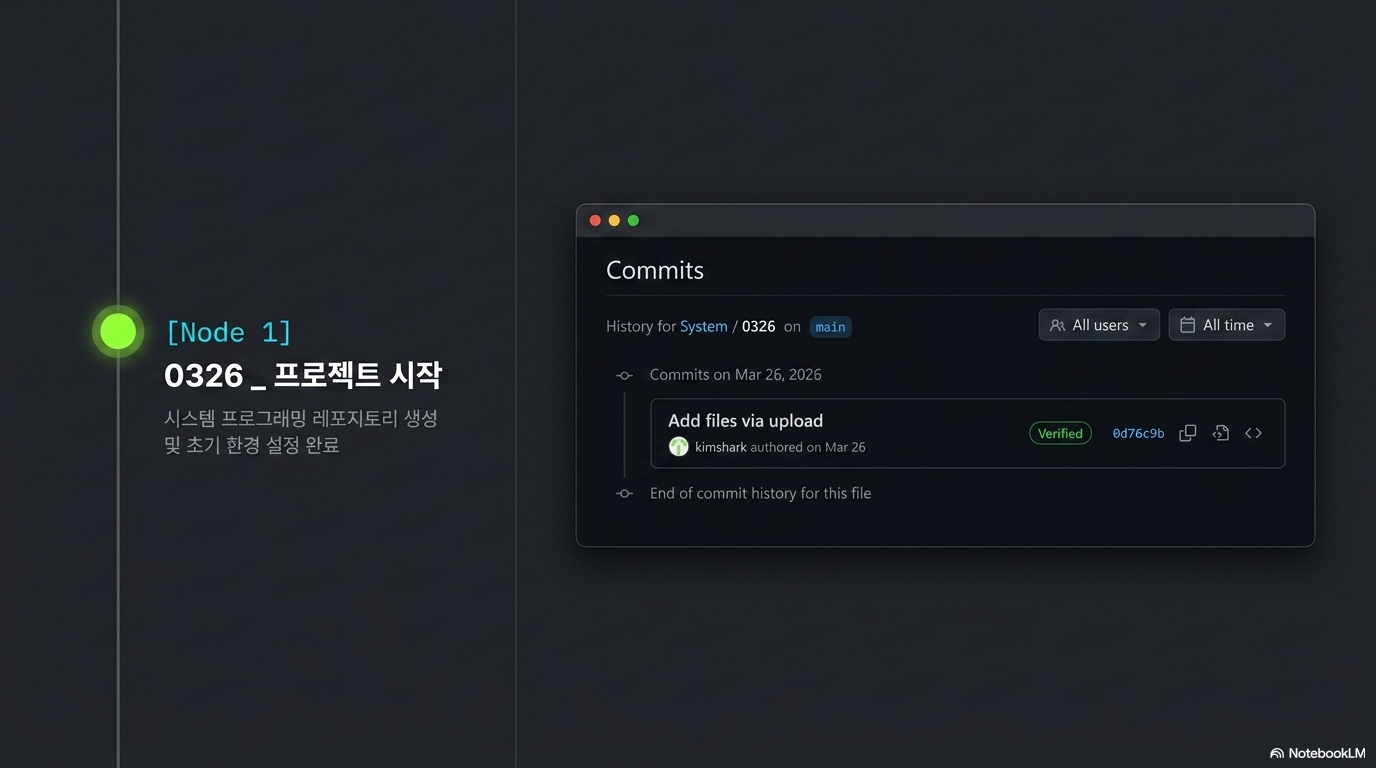 [Node 1]
0326 _ 프로젝트 시작
시스템 프로그래밍 레포지토리 생성
및 초기 환경 설정 완료
Commits
History for System / 0326 on main
All users
All time
Commits on Mar 26, 2026
Add files via upload
kimshark authored on Mar 26
Verified
0d76c9b
End of commit history for this file
NotebookLM